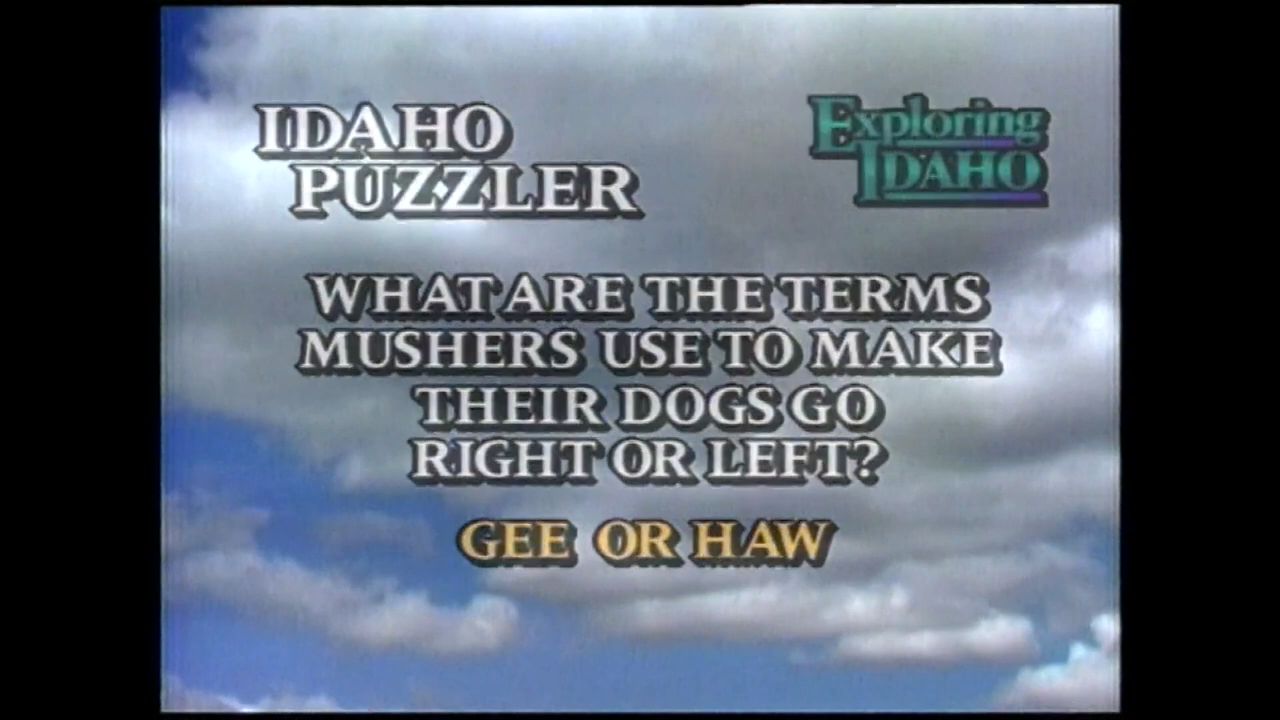 IDAHO
PUZZLER
Exploring
IDAHO
WHAT ARE THE TERMS
MUSHERS USE TO MAKE
THEIR DOGS GO
RIGHT OR LEFT?
GEE OR HAW